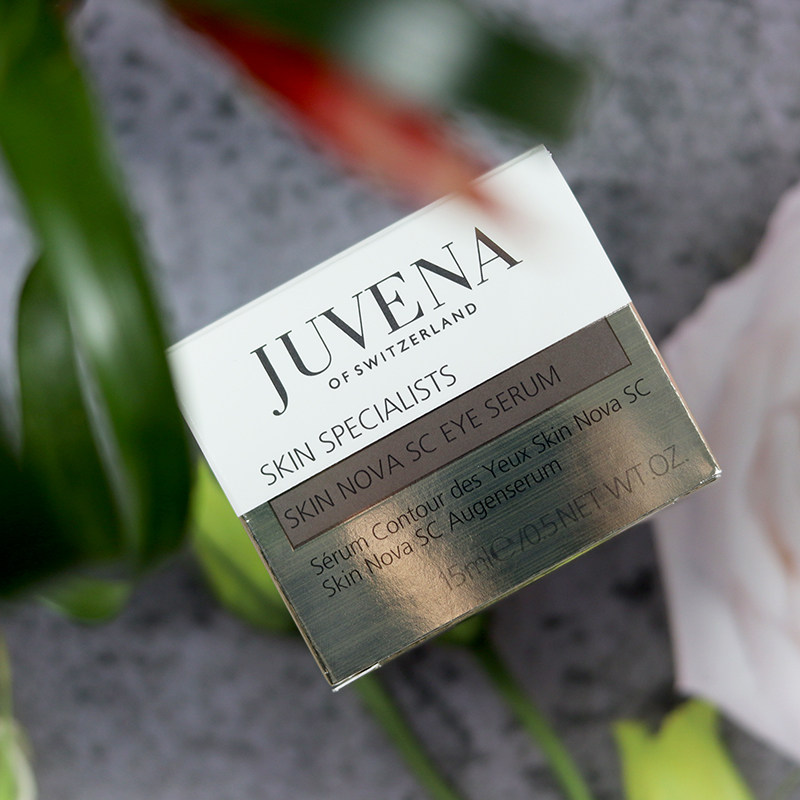 JUVENA
OF SWITZERLAND
SKIN SPECIALISTS
SKIN NOVA SC EYE SERUM
Sérum Contour des Yeux Skin Nova SC
Skin Nova SC Augenserum
15ml℮/0.5 NET WT.OZ.